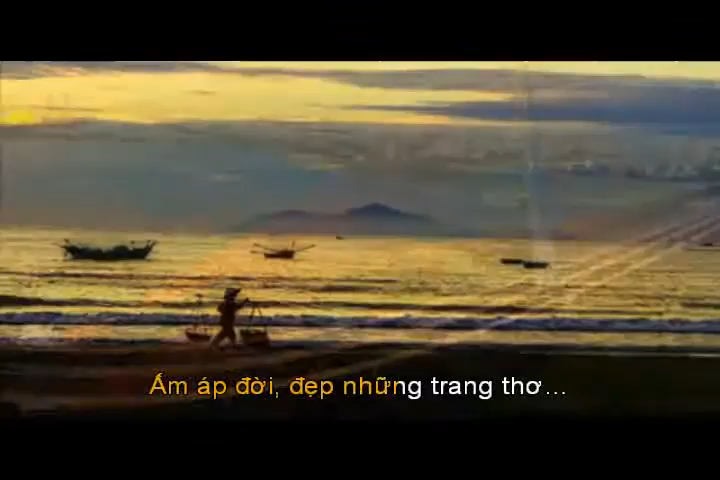 Ấm áp đời, đẹp những trang thơ...